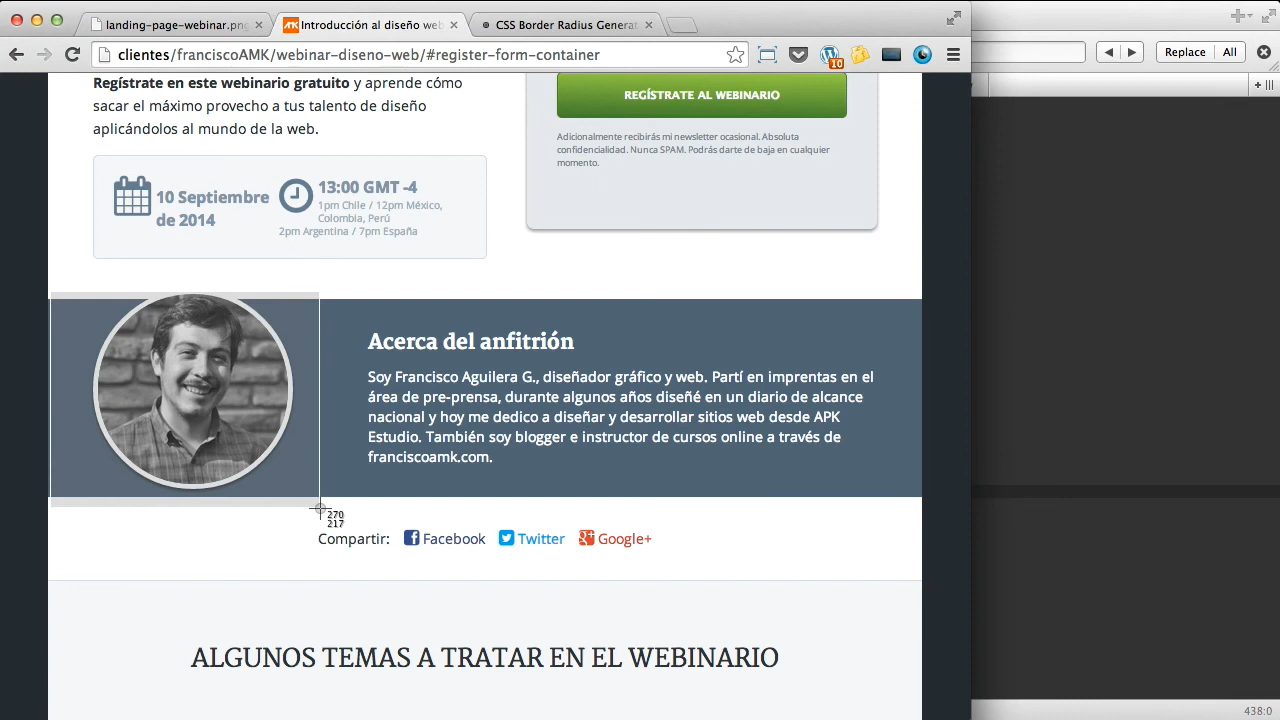 landing-page-webinar.png
Introducción al diseño web
CSS Border Radius Generat
clientes/franciscoAMK/webinar-diseno-web/#register-form-container
10
Replace
All
Regístrate en este webinario gratuito y aprende cómo
sacar el máximo provecho a tus talento de diseño
aplicándolos al mundo de la web.
REGÍSTRATE AL WEBINARIO
Adicionalmente recibirás mi newsletter ocasional. Absoluta
confidencialidad. Nunca SPAM. Podrás darte de baja en cualquier
momento.
10 Septiembre
de 2014
13:00 GMT -4
1pm Chile / 12pm México,
Colombia, Perú
2pm Argentina / 7pm España
Acerca del anfitrión
Soy Francisco Aguilera G., diseñador gráfico y web. Partí en imprentas en el
área de pre-prensa, durante algunos años diseñé en un diario de alcance
nacional y hoy me dedico a diseñar y desarrollar sitios web desde APK
Estudio. También soy blogger e instructor de cursos online a través de
franciscoamk.com.
270
217
Compartir: Facebook Twitter Google+
ALGUNOS TEMAS A TRATAR EN EL WEBINARIO
438:0